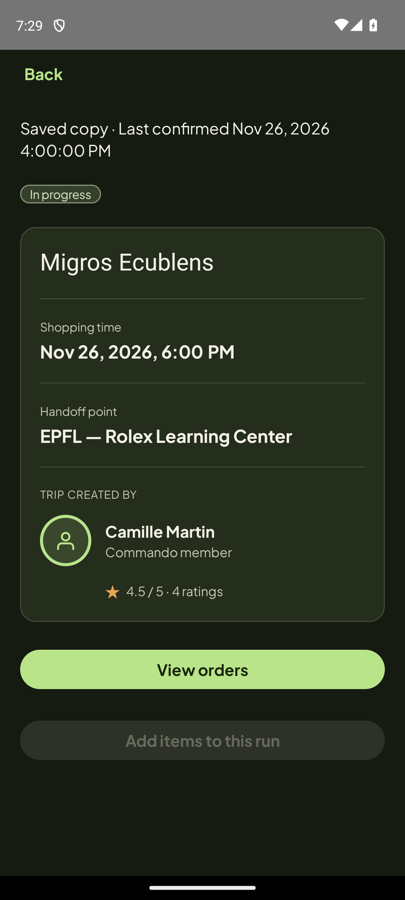 7:29
Back
Saved copy · Last confirmed Nov 26, 2026
4:00:00 PM
In progress
Migros Ecublens
Shopping time
Nov 26, 2026, 6:00 PM
Handoff point
EPFL — Rolex Learning Center
TRIP CREATED BY
Camille Martin
Commando member
4.5 / 5 · 4 ratings
View orders
Add items to this run